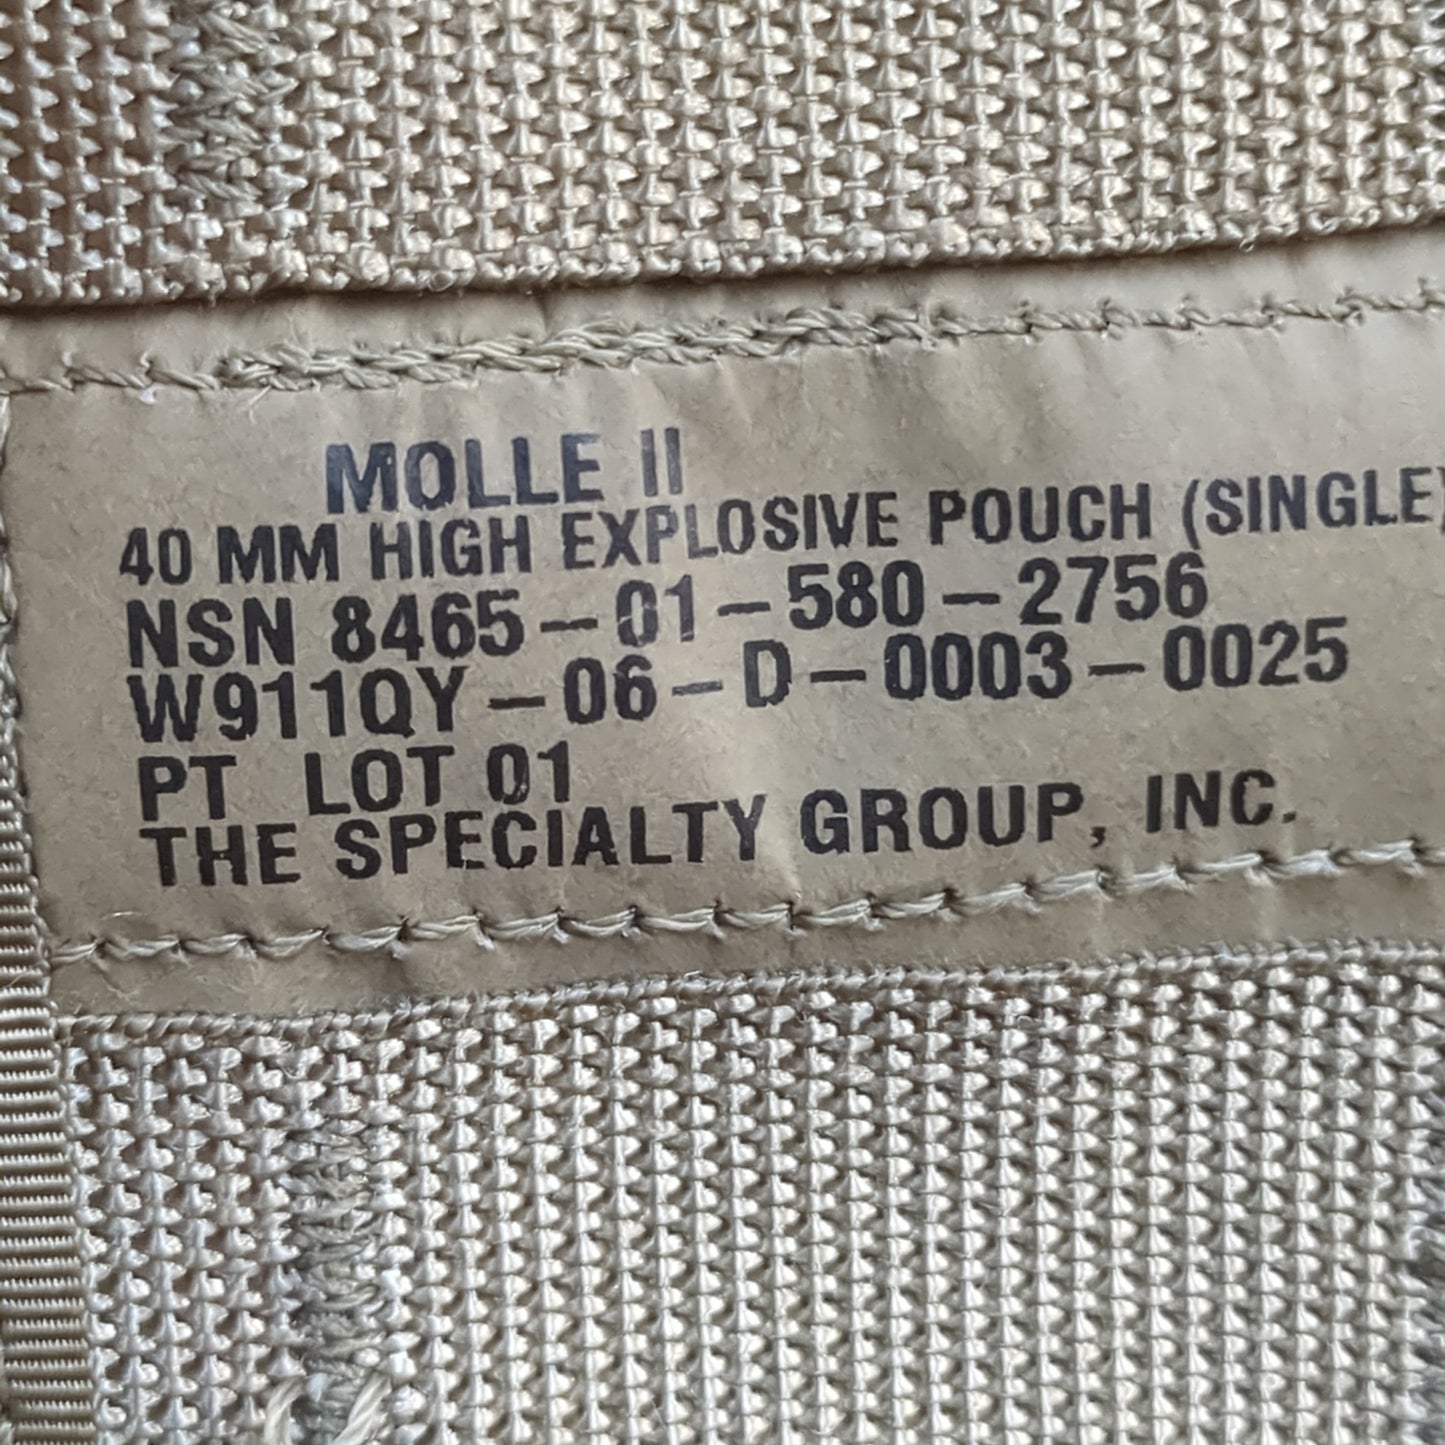 MOLLE II
40 MM HIGH EXPLOSIVE POUCH (SINGLE)
NSN 8465-01-580-2756
W911QY-06-D-0003-0025
PT LOT 01
THE SPECIALTY GROUP, INC.